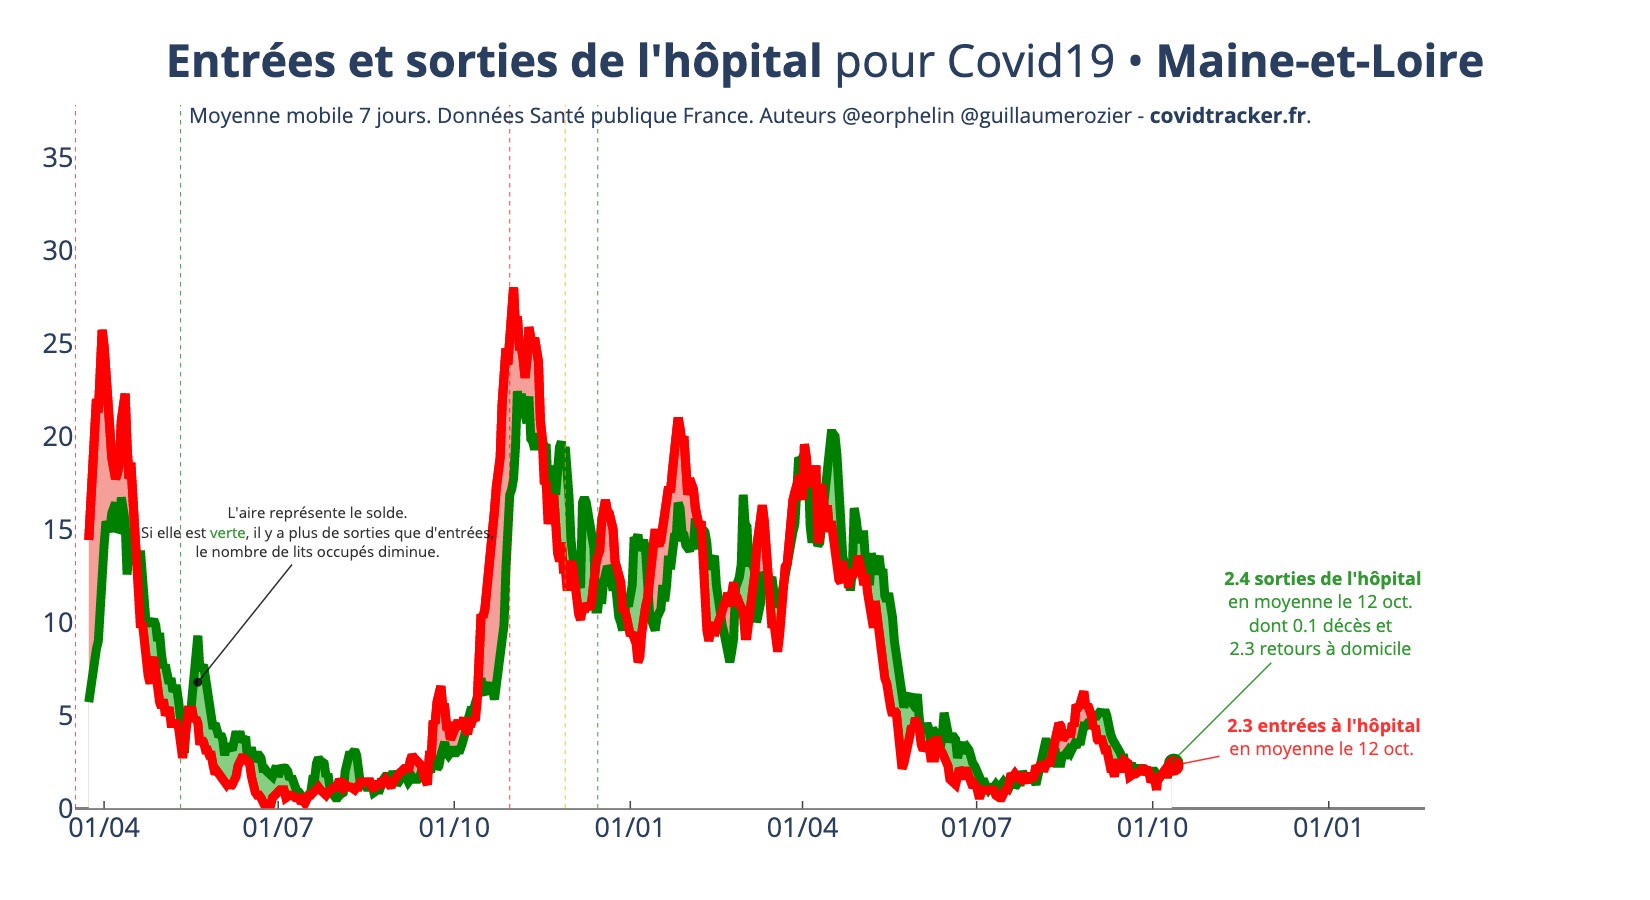 Entrées et sorties de l'hôpital pour Covid19 • Maine-et-Loire
Moyenne mobile 7 jours. Données Santé publique France. Auteurs @eorphelin @guillaumerozier - covidtracker.fr.
35
30
25
20
15
10
5
0
L'aire représente le solde.
Si elle est verte, il y a plus de sorties que d'entrées,
le nombre de lits occupés diminue.
2.4 sorties de l'hôpital
en moyenne le 12 oct.
dont 0.1 décès et
2.3 retours à domicile
2.3 entrées à l'hôpital
en moyenne le 12 oct.
01/04 01/07 01/10 01/01 01/04 01/07 01/10 01/01